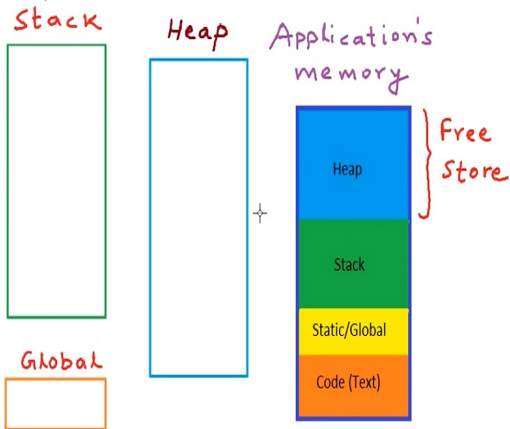 Stack
Heap
Application's
memory
Free
Store
Heap
Stack
Static/Global
Code (Text)
Global